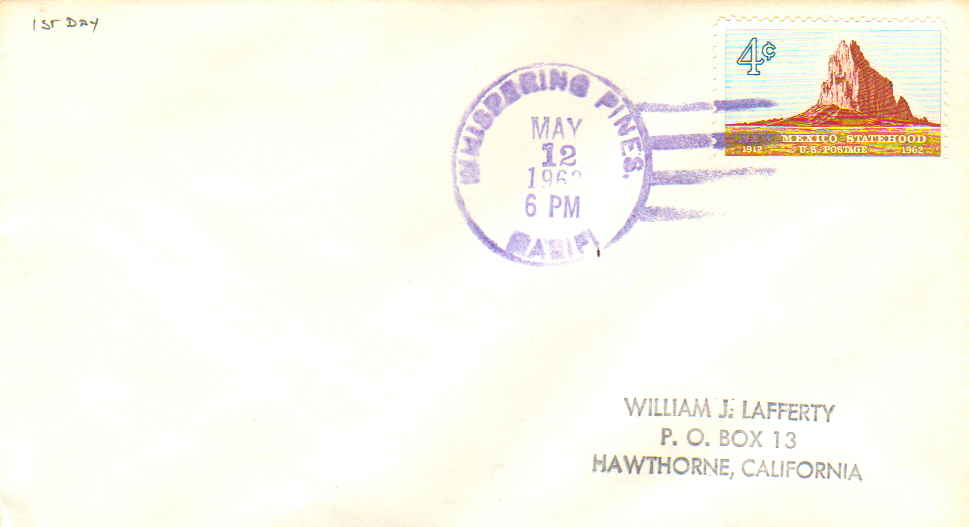 1ST DAY
WHISPERING PINES,
MAY
12
196
6 PM
CALIF.
4¢
MEXICO STATEHOOD
1912 U.S. POSTAGE 1962
WILLIAM J. LAFFERTY
P. O. BOX 13
HAWTHORNE, CALIFORNIA